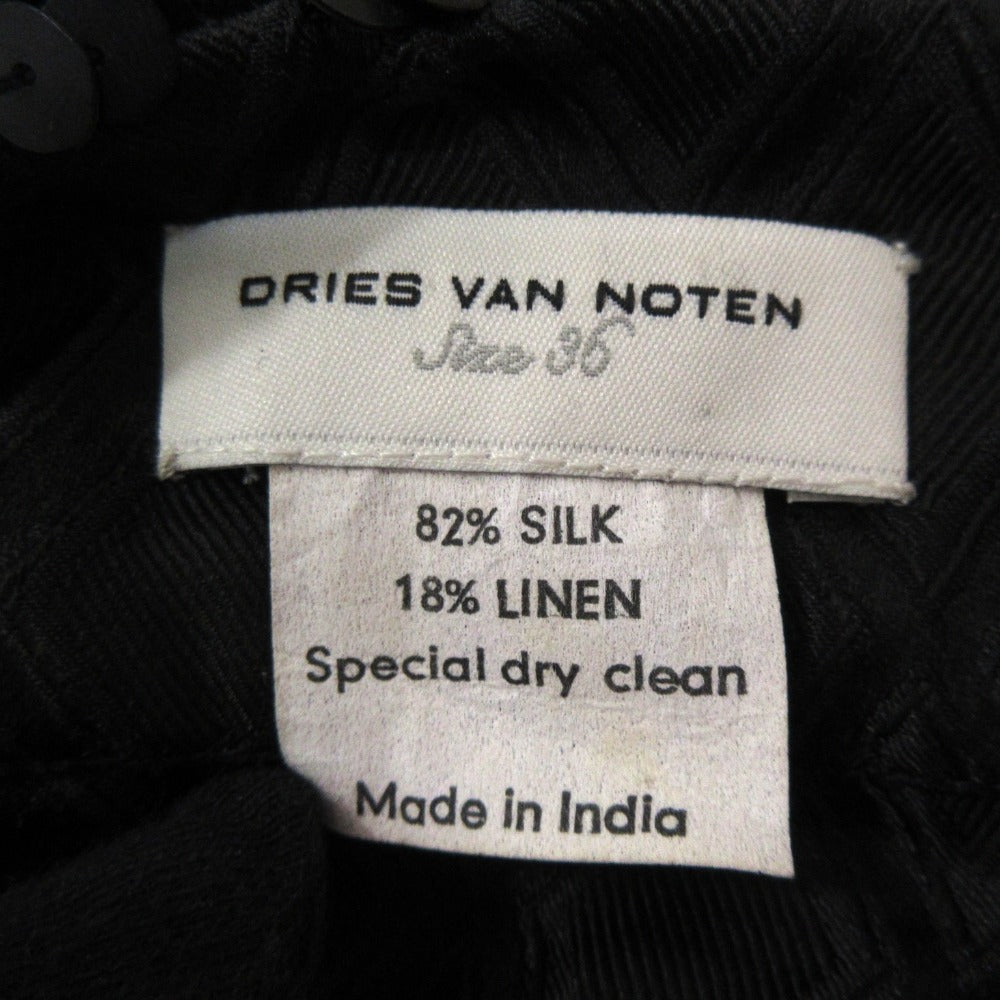 DRIES VAN NOTEN
Size 36
82% SILK
18% LINEN
Special dry clean
Made in India